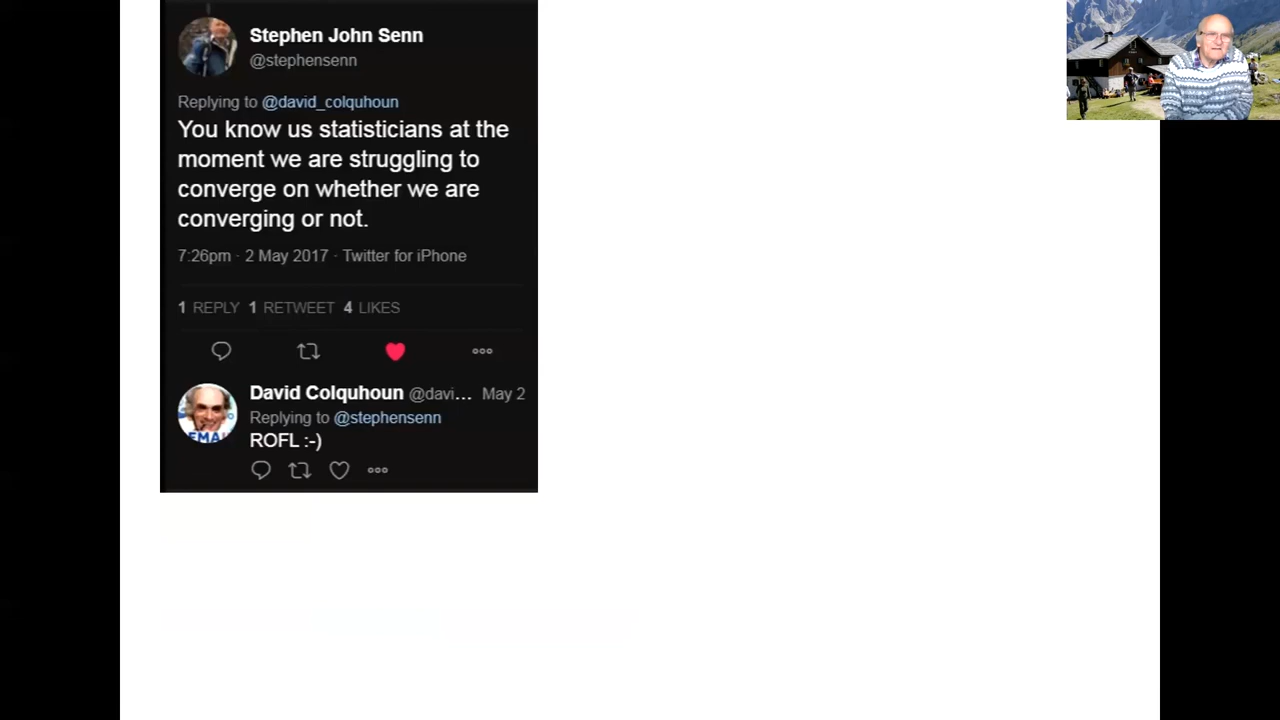 Stephen John Senn
@stephensenn
Replying to @david_colquhoun
You know us statisticians at the
moment we are struggling to
converge on whether we are
converging or not.
7:26pm · 2 May 2017 · Twitter for iPhone
1 REPLY 1 RETWEET 4 LIKES
David Colquhoun @davi... May 2
Replying to @stephensenn
ROFL :-)